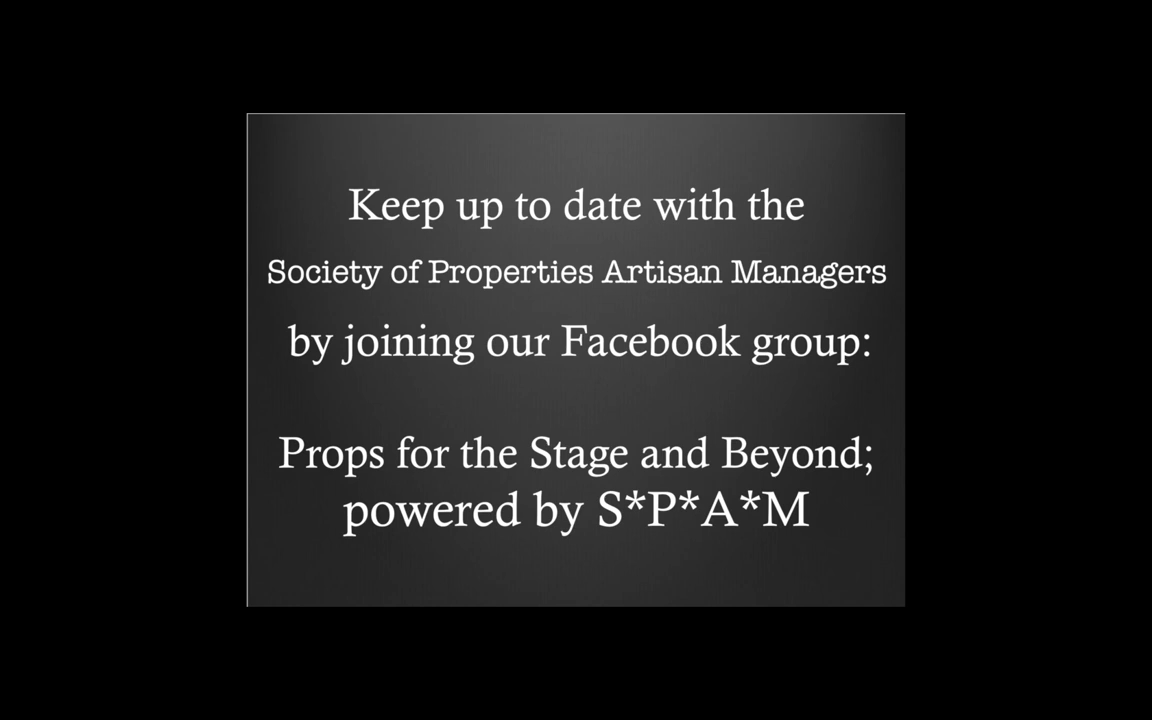 Keep up to date with the
Society of Properties Artisan Managers
by joining our Facebook group:
Props for the Stage and Beyond;
powered by S*P*A*M